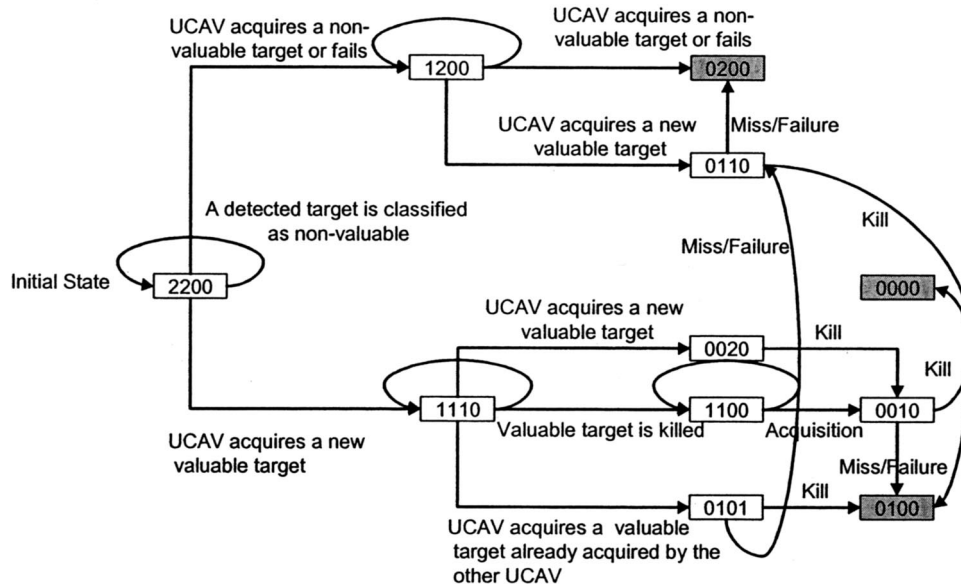 UCAV acquires a non-
valuable target or fails
UCAV acquires a non-
valuable target or fails
1200
0200
UCAV acquires a new
valuable target
Miss/Failure
0110
A detected target is classified
as non-valuable
Kill
Miss/Failure
Initial State
2200
0000
UCAV acquires a new
valuable target
Kill
0020
Kill
1110
1100
0010
UCAV acquires a new
valuable target
Valuable target is killed
Acquisition
Miss/Failure
Kill
0101
0100
UCAV acquires a valuable
target already acquired by the
other UCAV